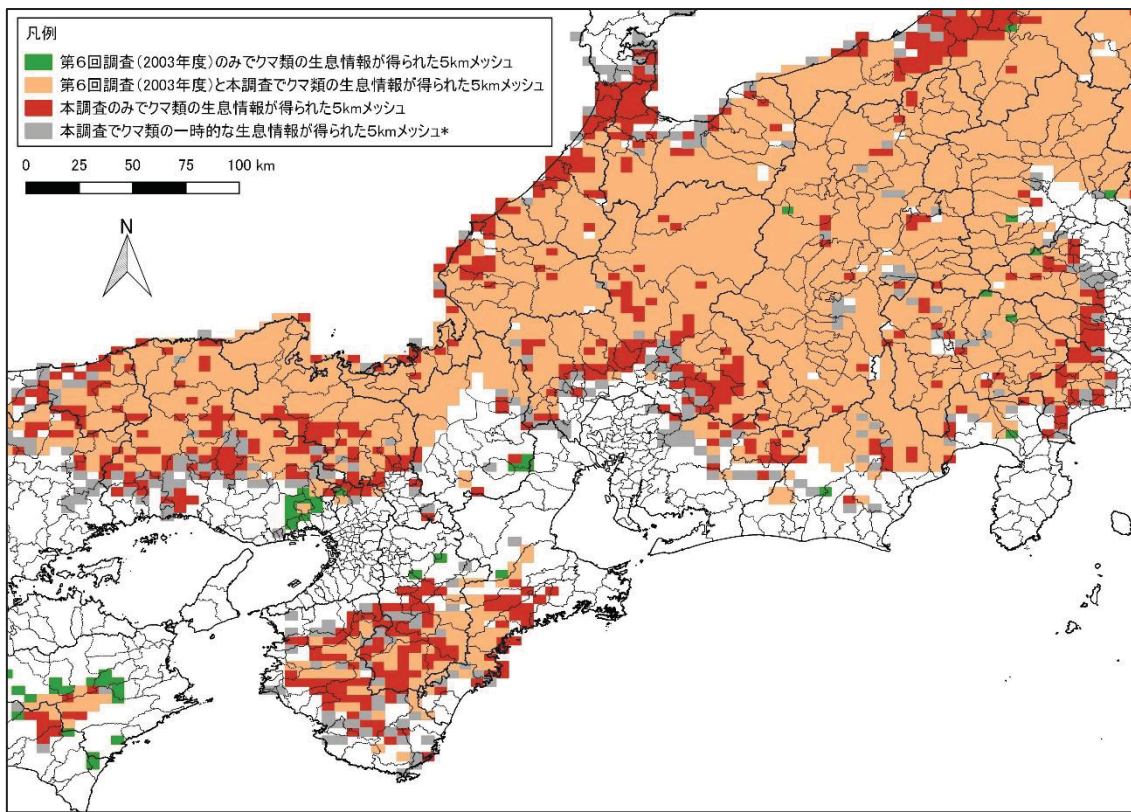 凡例
第6回調査(2003年度)のみでクマ類の生息情報が得られた5kmメッシュ
第6回調査(2003年度)と本調査でクマ類の生息情報が得られた5kmメッシュ
本調査のみでクマ類の生息情報が得られた5kmメッシュ
本調査でクマ類の一時的な生息情報が得られた5kmメッシュ*
0 25 50 75 100 km
N